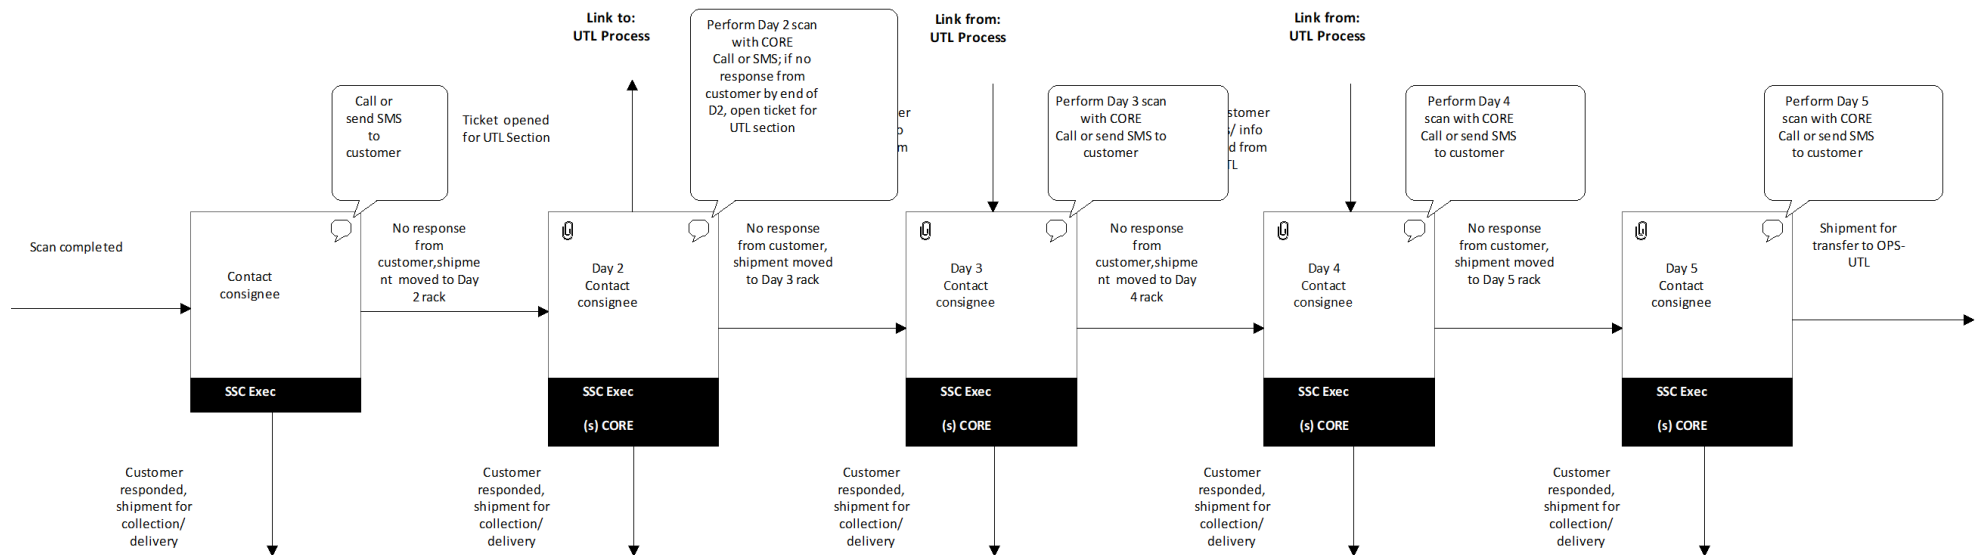 Link to:
UTL Process
Perform Day 2 scan
with CORE
Call or SMS; if no
response from
customer by end of
D2, open ticket for
UTL section
Link from:
UTL Process
Link from:
UTL Process
Call or
send SMS
to
customer
Ticket opened
for UTL Section
Perform Day 3 scan
with CORE
Call or send SMS to
customer
/ info
from
Perform Day 4
scan with CORE
Call or send SMS
to customer
Perform Day 5
scan with CORE
Call or send SMS
to customer
Scan completed
Contact
consignee
SSC Exec
No response
from
customer,shipme
nt moved to Day
2 rack
Day 2
Contact
consignee
SSC Exec
(s) CORE
No response
from customer,
shipment moved
to Day 3 rack
Day 3
Contact
consignee
SSC Exec
(s) CORE
No response
from
customer,shipme
nt moved to Day
4 rack
Day 4
Contact
consignee
SSC Exec
(s) CORE
No response
from customer,
shipment moved
to Day 5 rack
Day 5
Contact
consignee
SSC Exec
(s) CORE
Shipment for
transfer to OPS-
UTL
Customer
responded,
shipment for
collection/
delivery
Customer
responded,
shipment for
collection/
delivery
Customer
responded,
shipment for
collection/
delivery
Customer
responded,
shipment for
collection/
delivery
Customer
responded,
shipment for
collection/
delivery